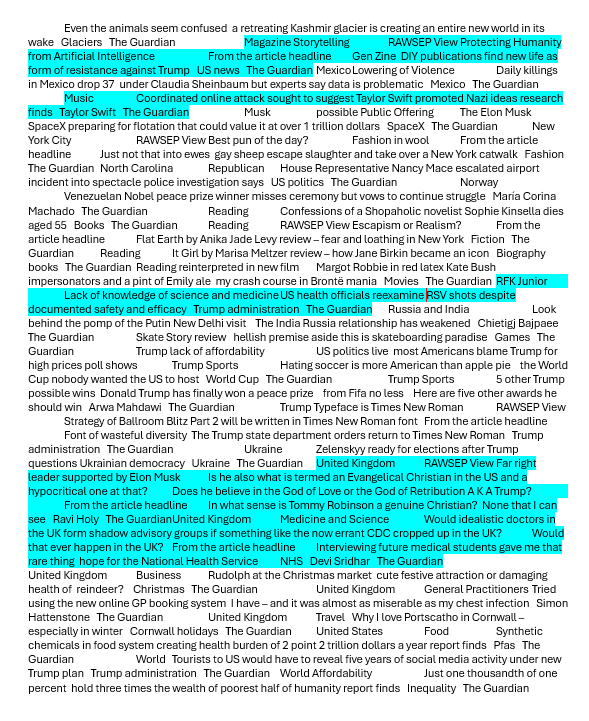 Even the animals seem confused a retreating Kashmir glacier is creating an entire new world in its
wake Glaciers The Guardian Magazine Storytelling RAWSEP View Protecting Humanity
from Artificial Intelligence From the article headline Gen Zine DIY publications find new life as
form of resistance against Trump US news The Guardian Mexico Lowering of Violence Daily killings
in Mexico drop 37 under Claudia Sheinbaum but experts say data is problematic Mexico The Guardian
Music Coordinated online attack sought to suggest Taylor Swift promoted Nazi ideas research
finds Taylor Swift The Guardian Musk possible Public Offering The Elon Musk
SpaceX preparing for flotation that could value it at over 1 trillion dollars SpaceX The Guardian New
York City RAWSEP View Best pun of the day? Fashion in wool From the article
headline Just not that into ewes gay sheep escape slaughter and take over a New York catwalk Fashion
The Guardian North Carolina Republican House Representative Nancy Mace escalated airport
incident into spectacle police investigation says US politics The Guardian Norway
Venezuelan Nobel peace prize winner misses ceremony but vows to continue struggle María Corina
Machado The Guardian Reading Confessions of a Shopaholic novelist Sophie Kinsella dies
aged 55 Books The Guardian Reading RAWSEP View Escapism or Realism? From the
article headline Flat Earth by Anika Jade Levy review – fear and loathing in New York Fiction The
Guardian Reading It Girl by Marisa Meltzer review – how Jane Birkin became an icon Biography
books The Guardian Reading reinterpreted in new film Margot Robbie in red latex Kate Bush
impersonators and a pint of Emily ale my crash course in Brontë mania Movies The Guardian RFK Junior
Lack of knowledge of science and medicine US health officials reexamine RSV shots despite
documented safety and efficacy Trump administration The Guardian Russia and India Look
behind the pomp of the Putin New Delhi visit The India Russia relationship has weakened Chietigj Bajpaee
The Guardian Skate Story review hellish premise aside this is skateboarding paradise Games The
Guardian Trump lack of affordability US politics live most Americans blame Trump for
high prices poll shows Trump Sports Hating soccer is more American than apple pie the World
Cup nobody wanted the US to host World Cup The Guardian Trump Sports 5 other Trump
possible wins Donald Trump has finally won a peace prize from Fifa no less Here are five other awards he
should win Arwa Mahdawi The Guardian Trump Typeface is Times New Roman RAWSEP View
Strategy of Ballroom Blitz Part 2 will be written in Times New Roman font From the article headline
Font of wasteful diversity The Trump state department orders return to Times New Roman Trump
administration The Guardian Ukraine Zelenskyy ready for elections after Trump
questions Ukrainian democracy Ukraine The Guardian United Kingdom RAWSEP View Far right
leader supported by Elon Musk Is he also what is termed an Evangelical Christian in the US and a
hypocritical one at that? Does he believe in the God of Love or the God of Retribution A K A Trump?
From the article headline In what sense is Tommy Robinson a genuine Christian? None that I can
see Ravi Holy The GuardianUnited Kingdom Medicine and Science Would idealistic doctors in
the UK form shadow advisory groups if something like the now errant CDC cropped up in the UK? Would
that ever happen in the UK? From the article headline Interviewing future medical students gave me that
rare thing hope for the National Health Service NHS Devi Sridhar The Guardian
United Kingdom Business Rudolph at the Christmas market cute festive attraction or damaging
health of reindeer? Christmas The Guardian United Kingdom General Practitioners Tried
using the new online GP booking system I have – and it was almost as miserable as my chest infection Simon
Hattenstone The Guardian United Kingdom Travel Why I love Portscatho in Cornwall –
especially in winter Cornwall holidays The Guardian United States Food Synthetic
chemicals in food system creating health burden of 2 point 2 trillion dollars a year report finds Pfas The
Guardian World Tourists to US would have to reveal five years of social media activity under new
Trump plan Trump administration The Guardian World Affordability Just one thousandth of one
percent hold three times the wealth of poorest half of humanity report finds Inequality The Guardian